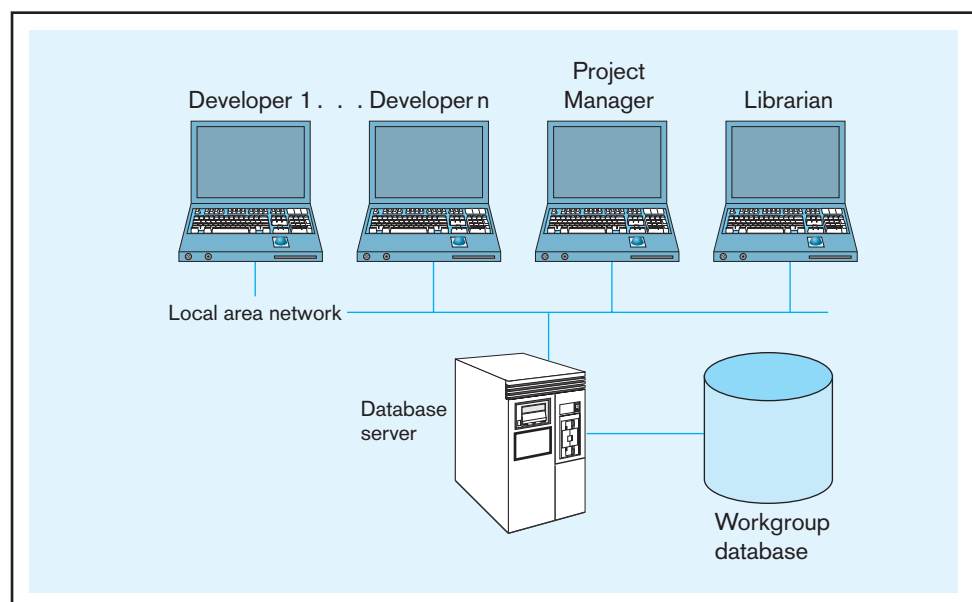 Project
Developer 1 . . . Developer n Manager Librarian
Local area network
Database
server
Workgroup
database